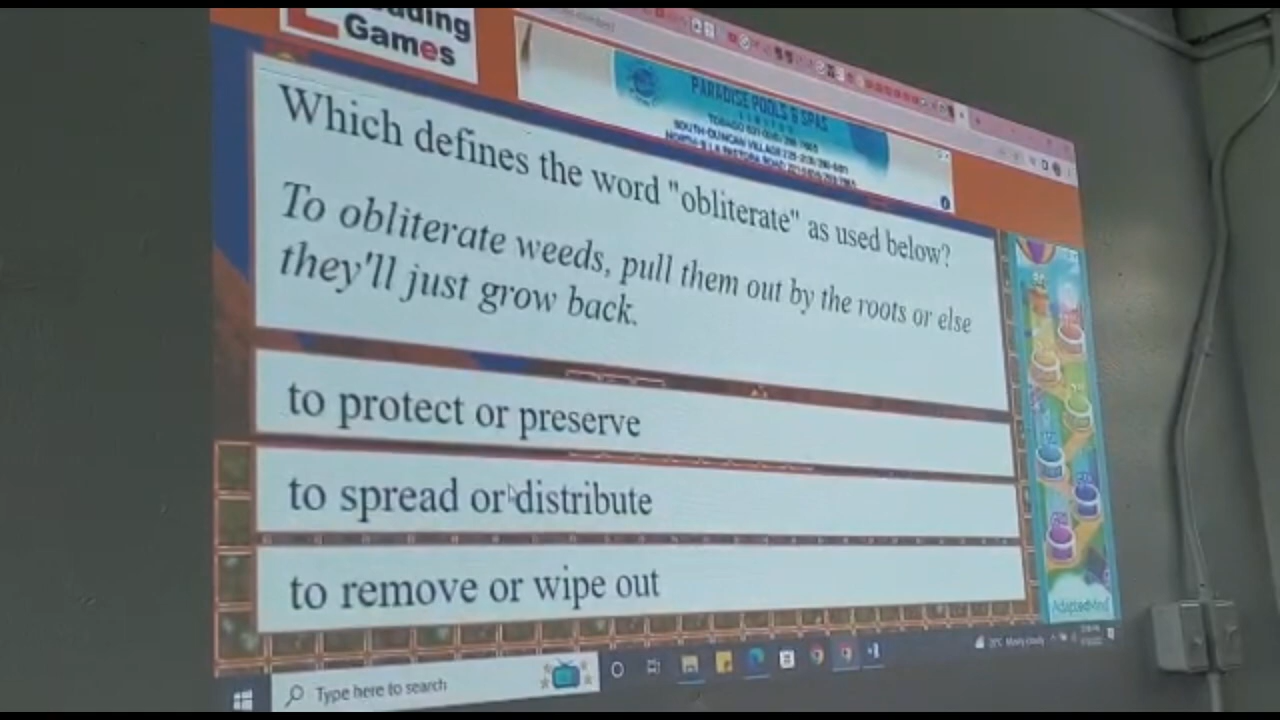 Games
PARADISE POOLS & SPAS
LIMITED
Which defines the word "obliterate" as used below?
To obliterate weeds, pull them out by the roots or else
they'll just grow back.
to protect or preserve
to spread or distribute
to remove or wipe out
AdaptedMind
Type here to search